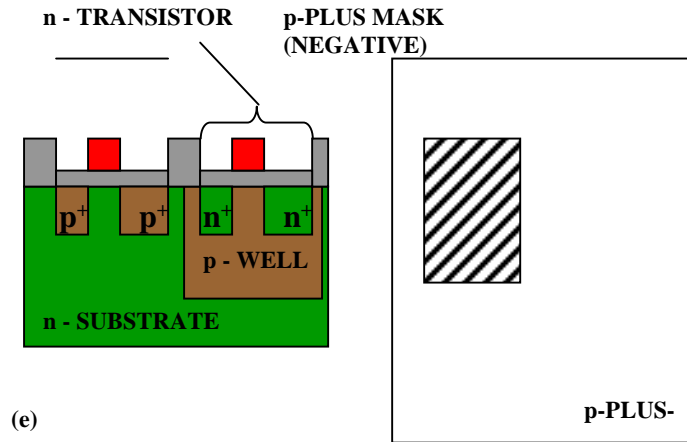 n - TRANSISTOR
p-PLUS MASK
(NEGATIVE)
p⁺ p⁺ n⁺ n⁺
p - WELL
n - SUBSTRATE
(e)
p-PLUS-